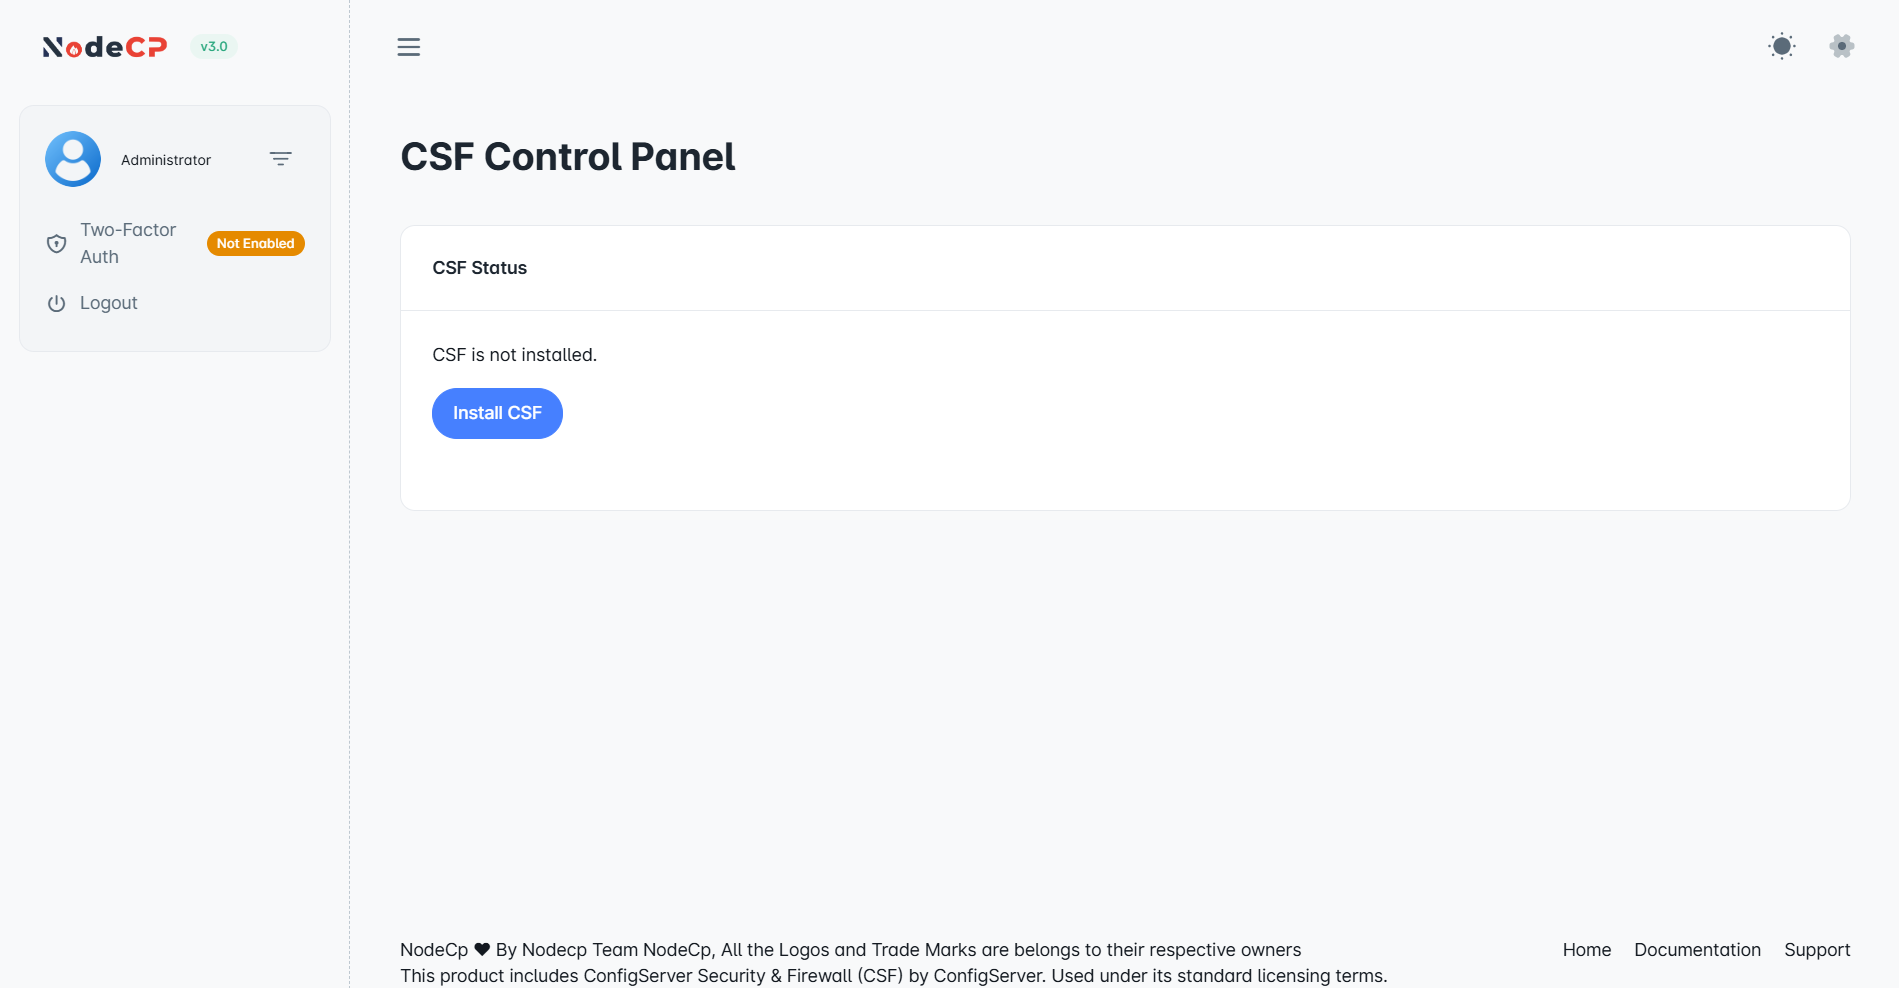 NodeCP v3.0
Administrator
Two-Factor
Auth
Not Enabled
Logout
CSF Control Panel
CSF Status
CSF is not installed.
Install CSF
NodeCp ♥ By Nodecp Team NodeCp, All the Logos and Trade Marks are belongs to their respective owners
This product includes ConfigServer Security & Firewall (CSF) by ConfigServer. Used under its standard licensing terms.
Home Documentation Support